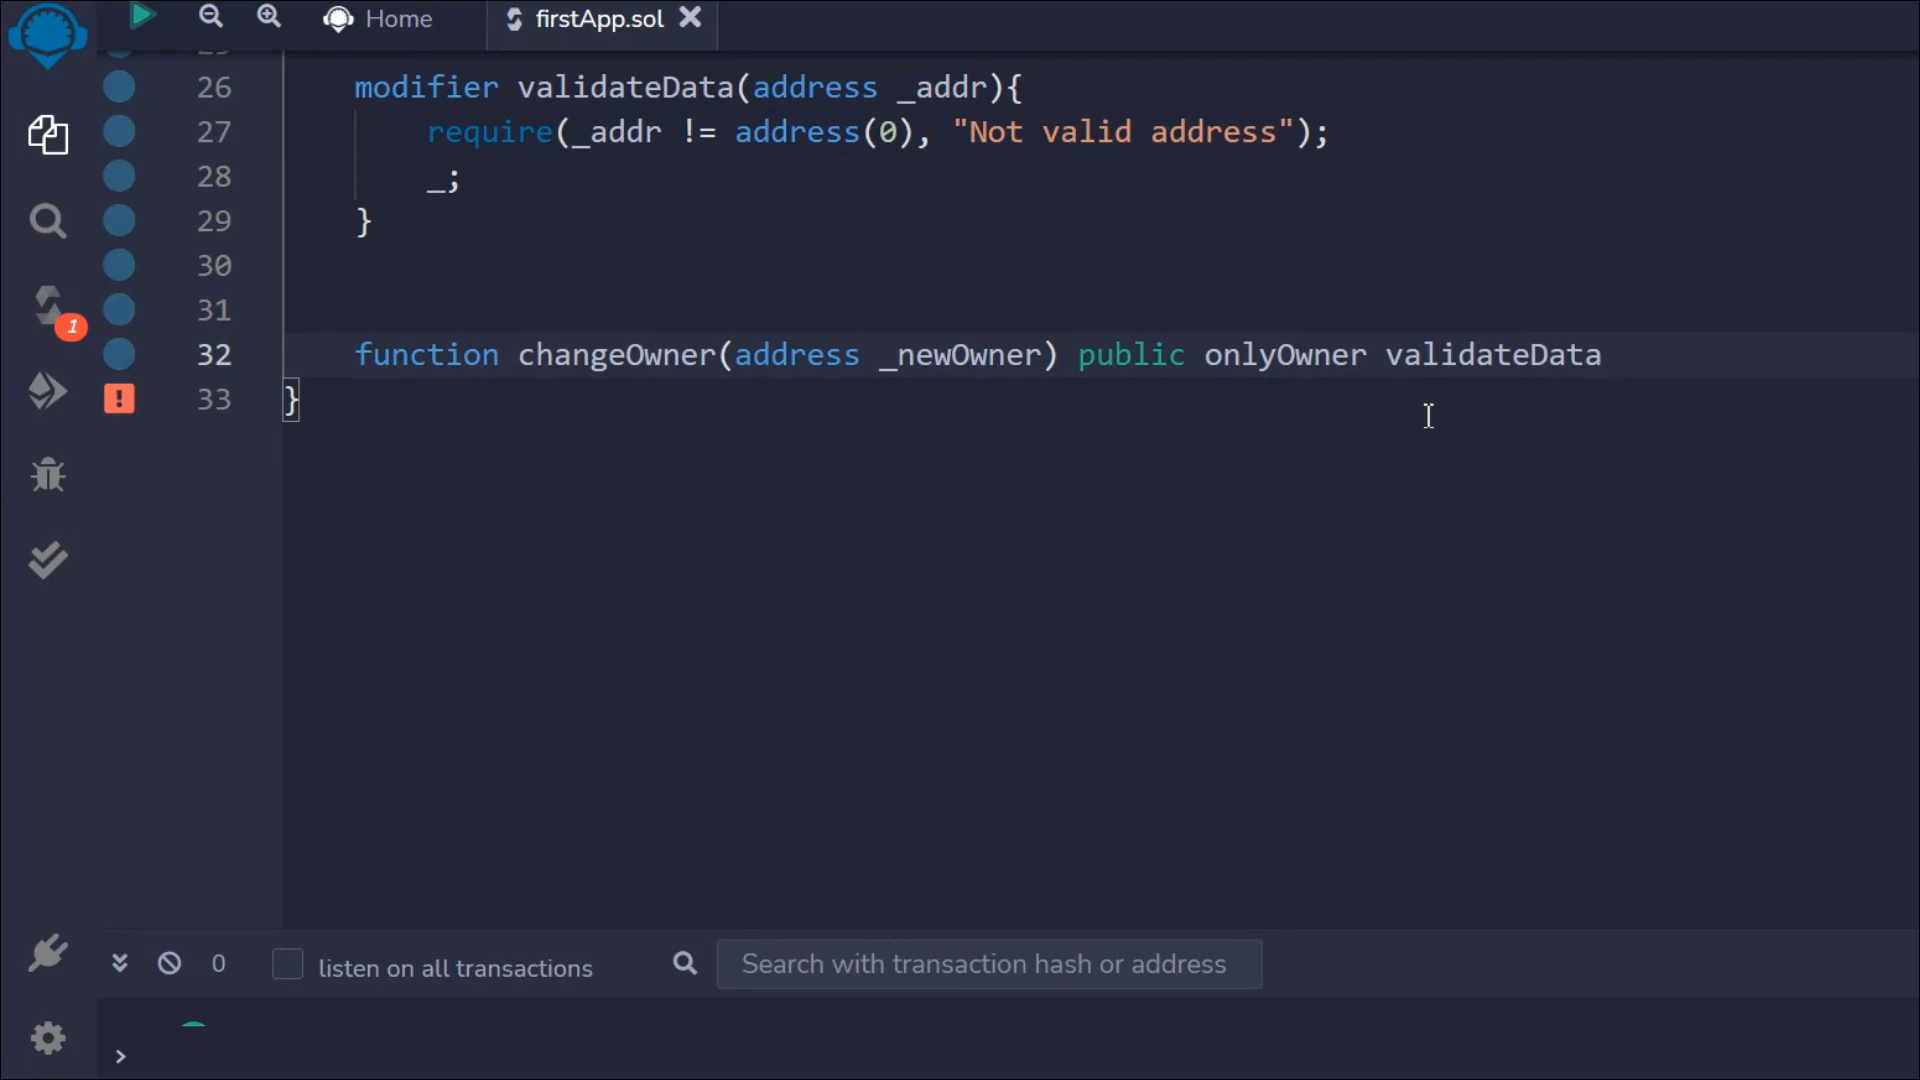 Home
firstApp.sol
26 modifier validateData(address _addr){
27 require(_addr != address(0), "Not valid address");
28 _;
29 }
30
31
32 function changeOwner(address _newOwner) public onlyOwner validateData
33 }
1
0 listen on all transactions Search with transaction hash or address
>